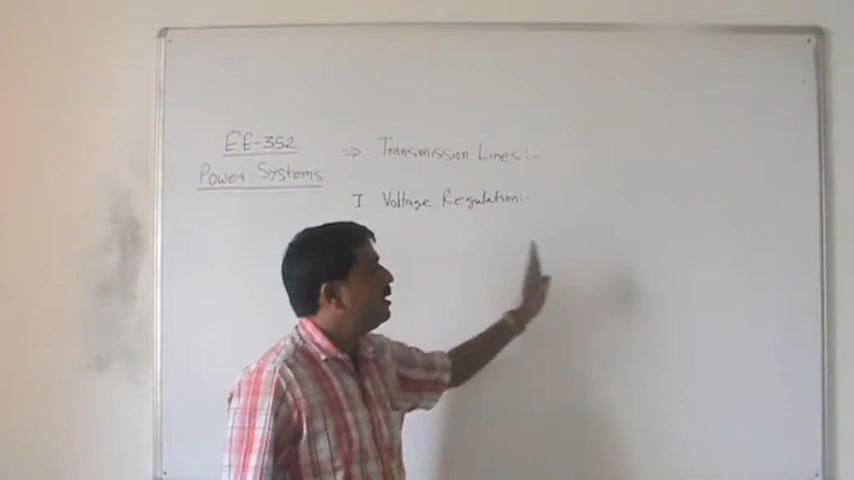 EE-352
Power Systems
⇒ Transmission Lines:-
I Voltage Regulation:-